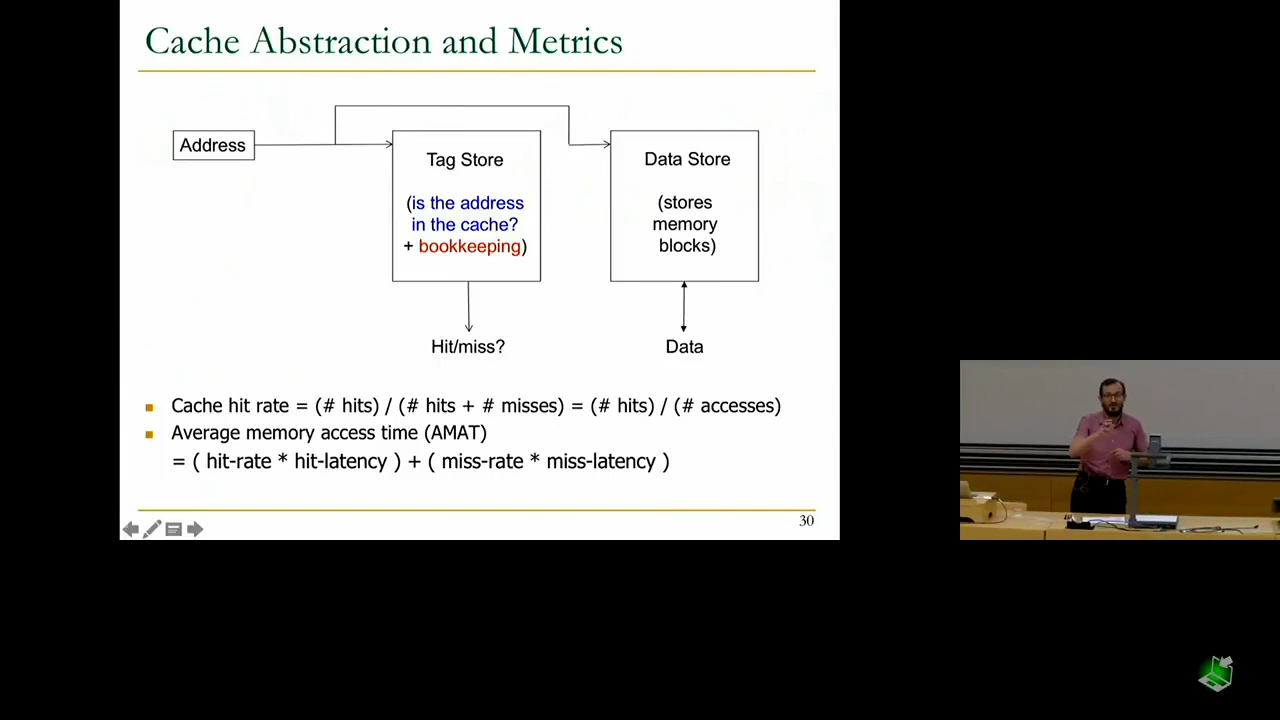 Cache Abstraction and Metrics
Address
Tag Store
(is the address
in the cache?
+ bookkeeping)
Data Store
(stores
memory
blocks)
Hit/miss?
Data
Cache hit rate = (# hits) / (# hits + # misses) = (# hits) / (# accesses)
Average memory access time (AMAT)
= ( hit-rate * hit-latency ) + ( miss-rate * miss-latency )
30